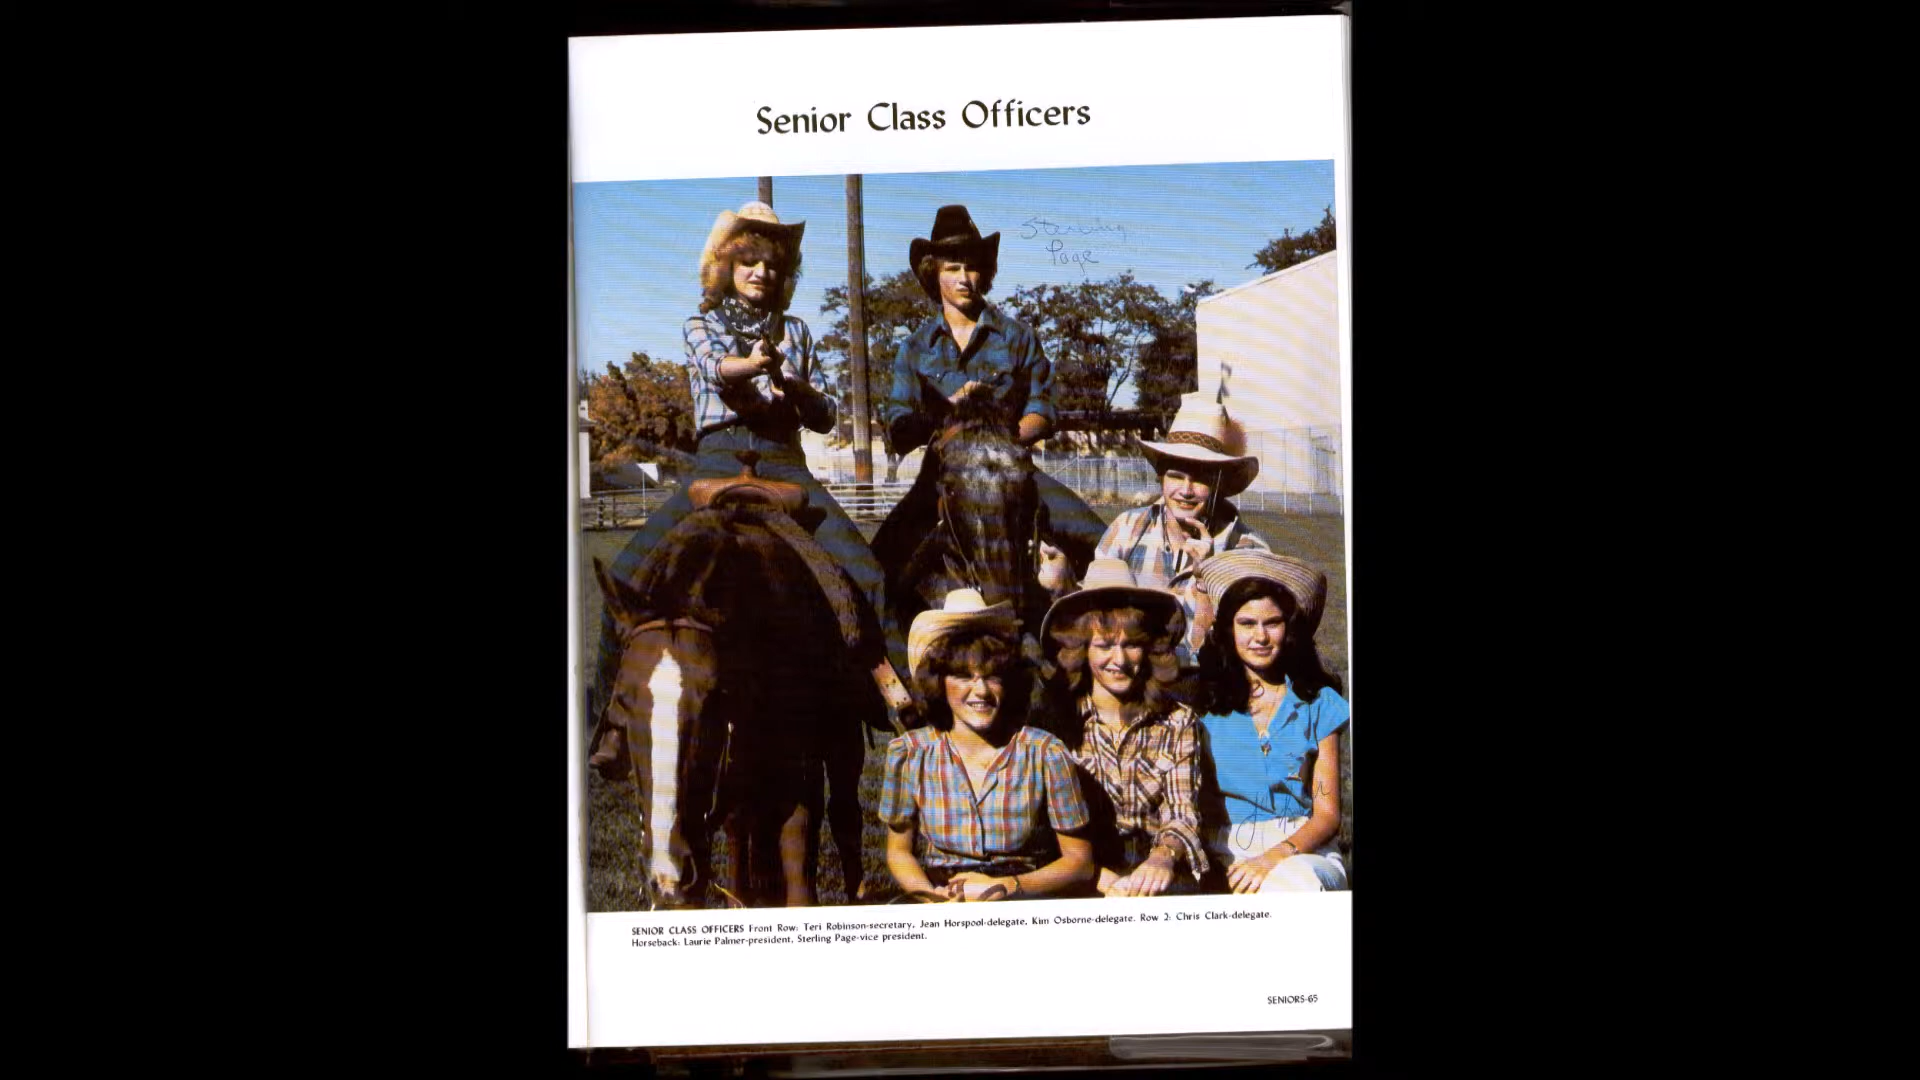 Senior Class Officers
Sterling
Page
SENIOR CLASS OFFICERS Front Row: Teri Robinson-secretary, Jean Horspool-delegate, Kim Osborne-delegate. Row 2: Chris Clark-delegate.
Horseback: Laurie Palmer-president, Sterling Page-vice president.
SENIORS-65